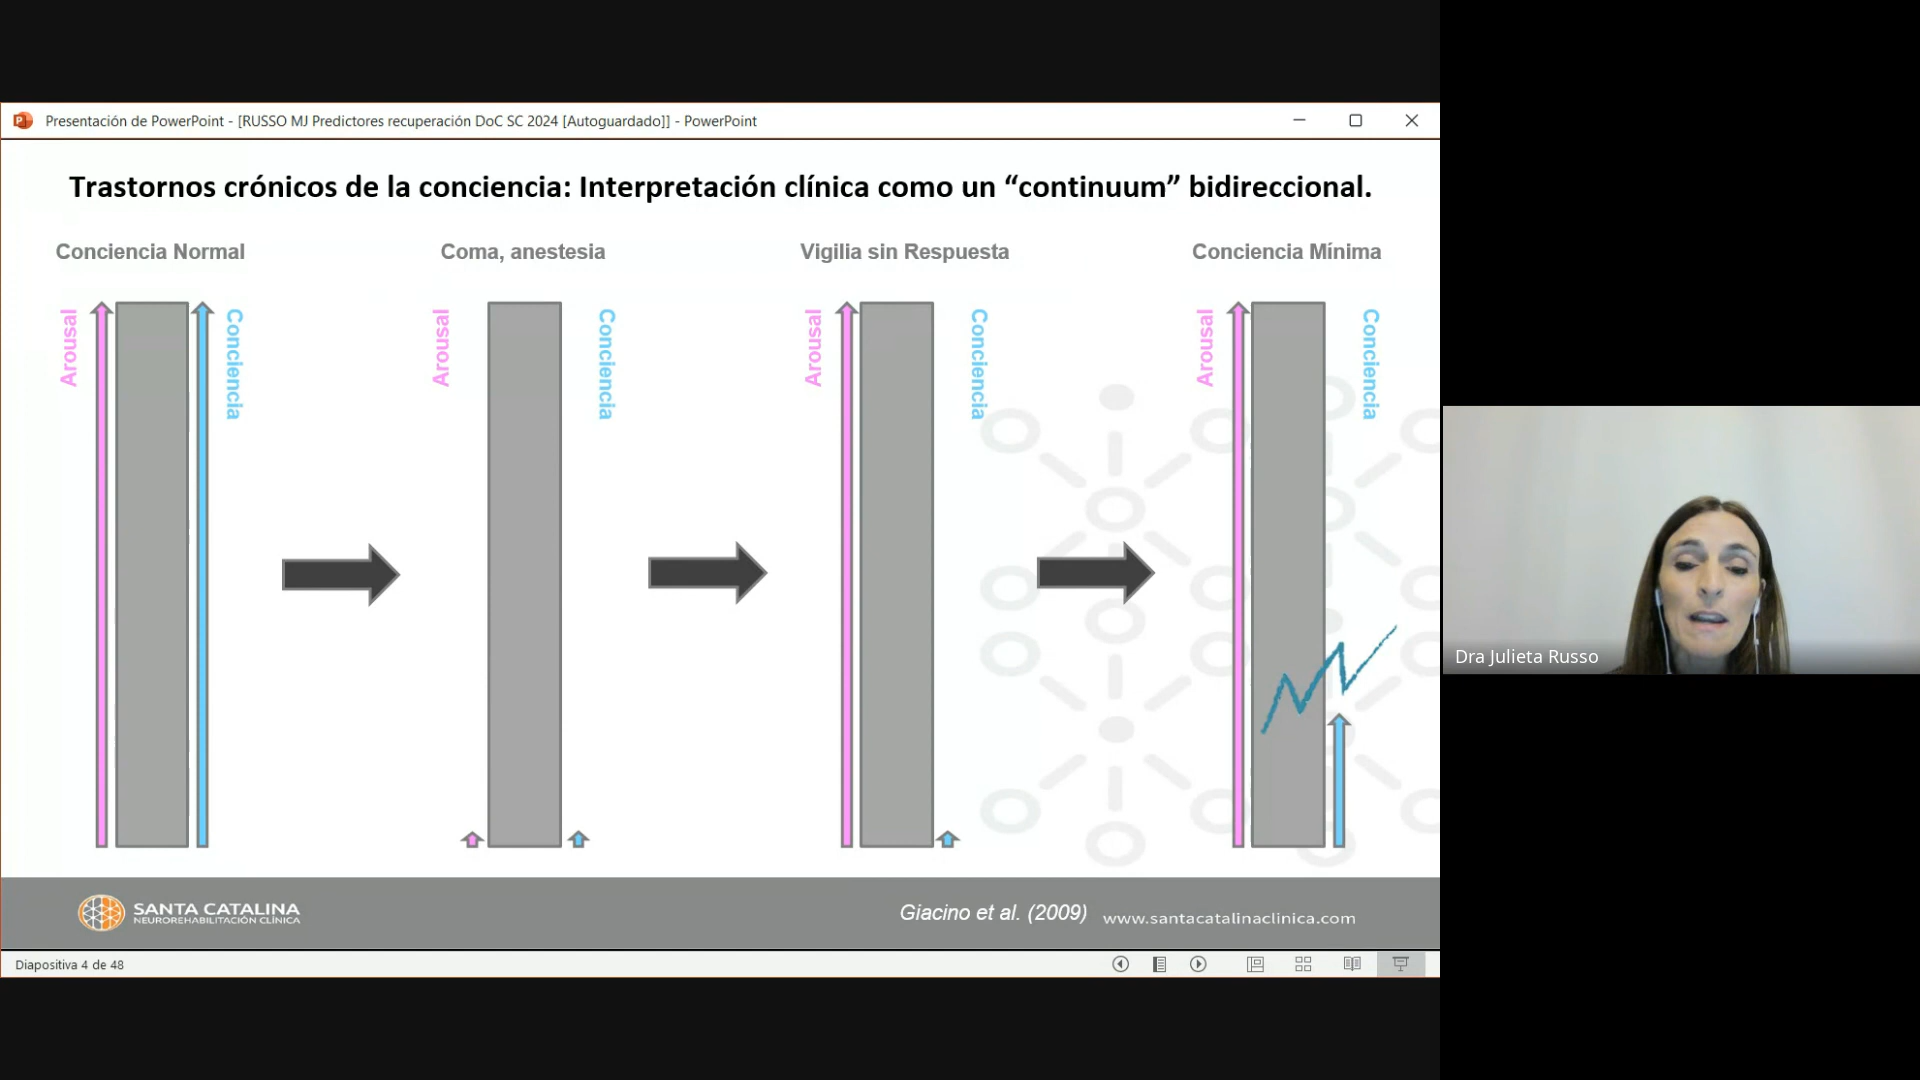 Presentación de PowerPoint - [RUSSO MJ Predictores recuperación DoC SC 2024 [Autoguardado]] - PowerPoint
Trastornos crónicos de la conciencia: Interpretación clínica como un “continuum” bidireccional.
Conciencia Normal
Coma, anestesia
Vigilia sin Respuesta
Conciencia Mínima
Arousal
Conciencia
Arousal
Conciencia
Arousal
Conciencia
Arousal
Conciencia
Dra Julieta Russo
SANTA CATALINA
NEUROREHABILITACIÓN CLÍNICA
Giacino et al. (2009)
www.santacatalinaclinica.com
Diapositiva 4 de 48